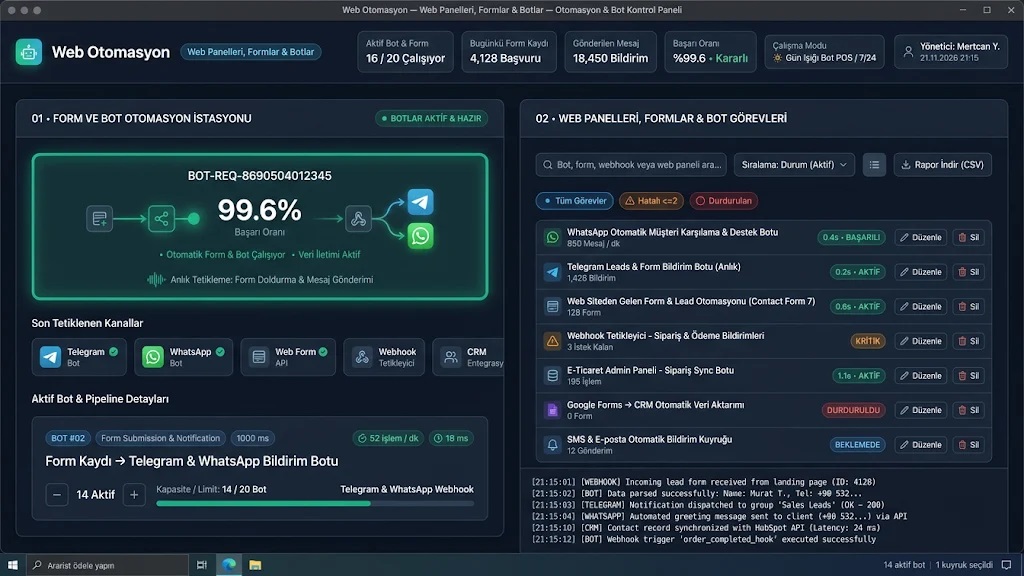 Web Otomasyon — Web Panelleri, Formlar & Botlar — Otomasyon & Bot Kontrol Paneli
Web Otomasyon
Web Panelleri, Formlar & Botlar
Aktif Bot & Form
16 / 20 Çalışıyor
Bugünkü Form Kaydı
4,128 Başvuru
Gönderilen Mesaj
18,450 Bildirim
Başarı Oranı
%99.6 • Kararlı
Çalışma Modu
Gün Işığı Bot POS / 7/24
Yönetici: Mertcan Y.
21.11.2026 21:15
01 • FORM VE BOT OTOMASYON İSTASYONU
• BOTLAR AKTİF & HAZIR
BOT-REQ-8690504012345
99.6%
Başarı Oranı
• Otomatik Form & Bot Çalışıyor • Veri İletimi Aktif
Anlık Tetikleme: Form Doldurma & Mesaj Gönderimi
Son Tetiklenen Kanallar
Telegram
Bot
WhatsApp
Bot
Web Form
API
Webhook
Tetikleyici
CRM
Entegrasy
Aktif Bot & Pipeline Detayları
BOT #02
Form Submission & Notification
1000 ms
52 işlem / dk
18 ms
Form Kaydı → Telegram & WhatsApp Bildirim Botu
− 14 Aktif +
Kapasite / Limit: 14 / 20 Bot
Telegram & WhatsApp Webhook
02 • WEB PANELLERİ, FORMLAR & BOT GÖREVLERİ
Bot, form, webhook veya web paneli ara...
Sıralama: Durum (Aktif)
Rapor İndir (CSV)
• Tüm Görevler
Hatalı <=2
Durdurulan
WhatsApp Otomatik Müşteri Karşılama & Destek Botu
850 Mesaj / dk
0.4s • BAŞARILI
Düzenle
Sil
Telegram Leads & Form Bildirim Botu (Anlık)
1,428 Bildirim
0.2s • AKTİF
Düzenle
Sil
Web Siteden Gelen Form & Lead Otomasyonu (Contact Form 7)
128 Form
0.6s • AKTİF
Düzenle
Sil
Webhook Tetikleyici - Sipariş & Ödeme Bildirimleri
3 İstek Kalan
KRİTİK
Düzenle
Sil
E-Ticaret Admin Paneli - Sipariş Sync Botu
195 İşlem
1.1s • AKTİF
Düzenle
Sil
Google Forms → CRM Otomatik Veri Aktarımı
0 Form
DURDURULDU
Düzenle
Sil
SMS & E-posta Otomatik Bildirim Kuyruğu
12 Gönderim
BEKLEMEDE
Düzenle
Sil
[21:15:01] [WEBHOOK] Incoming lead form received from landing page (ID: 4128)
[21:15:02] [BOT] Data parsed successfully: Name: Murat T., Tel: +90 532...
[21:15:03] [TELEGRAM] Notification dispatched to group 'Sales Leads' (OK - 200)
[21:15:04] [WHATSAPP] Automated greeting message sent to client (+90 532...) via API
[21:15:10] [CRM] Contact record synchronized with HubSpot API (Latency: 24 ms)
[21:15:12] [BOT] Webhook trigger 'order_completed_hook' executed successfully
Ararist ödele yapım
14 aktif bot
1 kuyruk seçildi